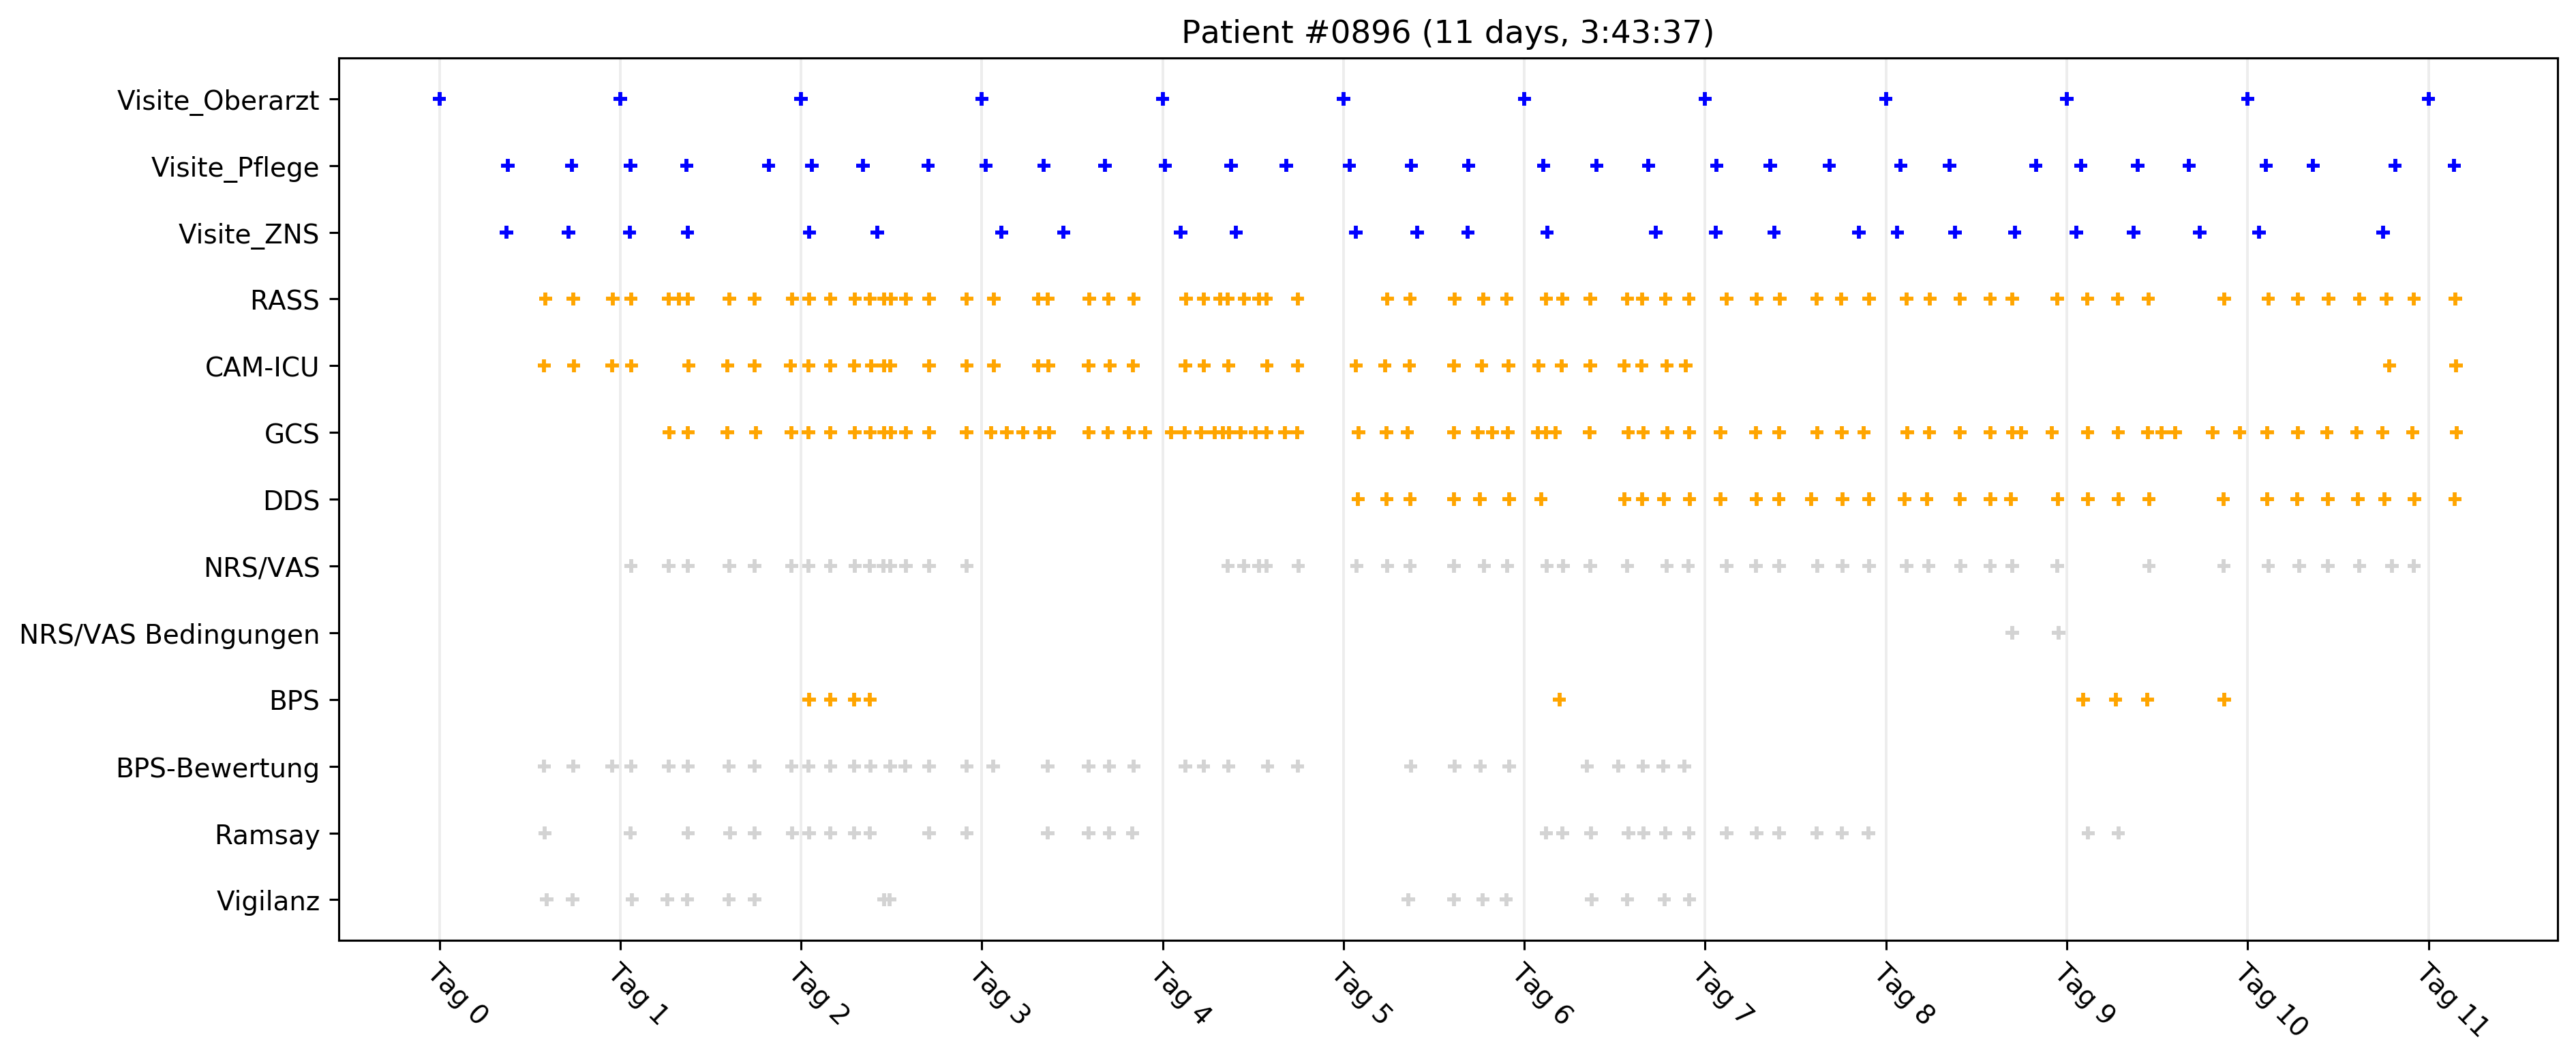 Patient #0896 (11 days, 3:43:37)
Visite_Oberarzt
Visite_Pflege
Visite_ZNS
RASS
CAM-ICU
GCS
DDS
NRS/VAS
NRS/VAS Bedingungen
BPS
BPS-Bewertung
Ramsay
Vigilanz
Tag 0
Tag 1
Tag 2
Tag 3
Tag 4
Tag 5
Tag 6
Tag 7
Tag 8
Tag 9
Tag 10
Tag 11